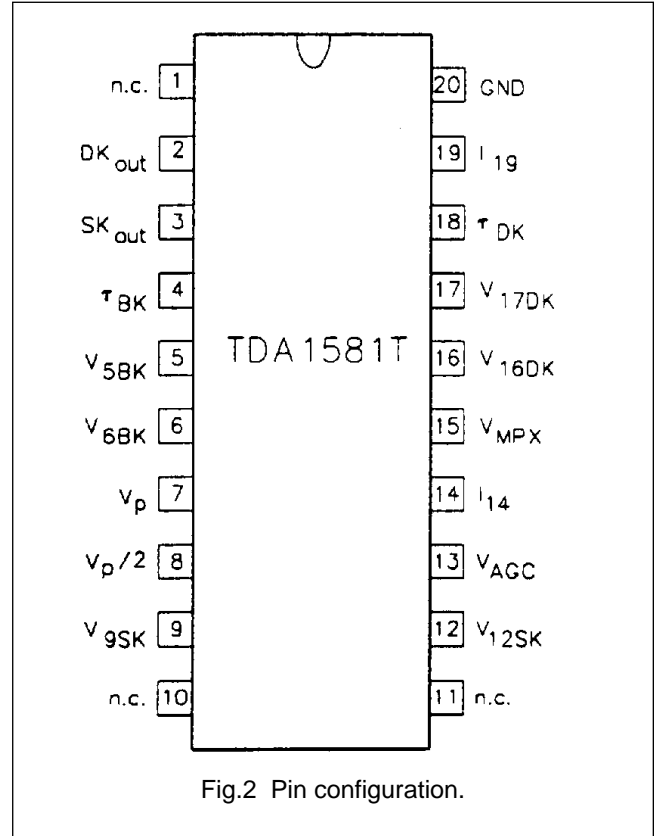 n.c. 1 20 GND
DK out 2 19 I 19
SK out 3 18 τ DK
τ BK 4 17 V 17DK
V 5BK 5 TDA1581T 16 V 16DK
V 6BK 6 15 V MPX
Vp 7 14 I 14
Vp/2 8 13 V AGC
V 9SK 9 12 V 12SK
n.c. 10 11 n.c.
Fig.2 Pin configuration.